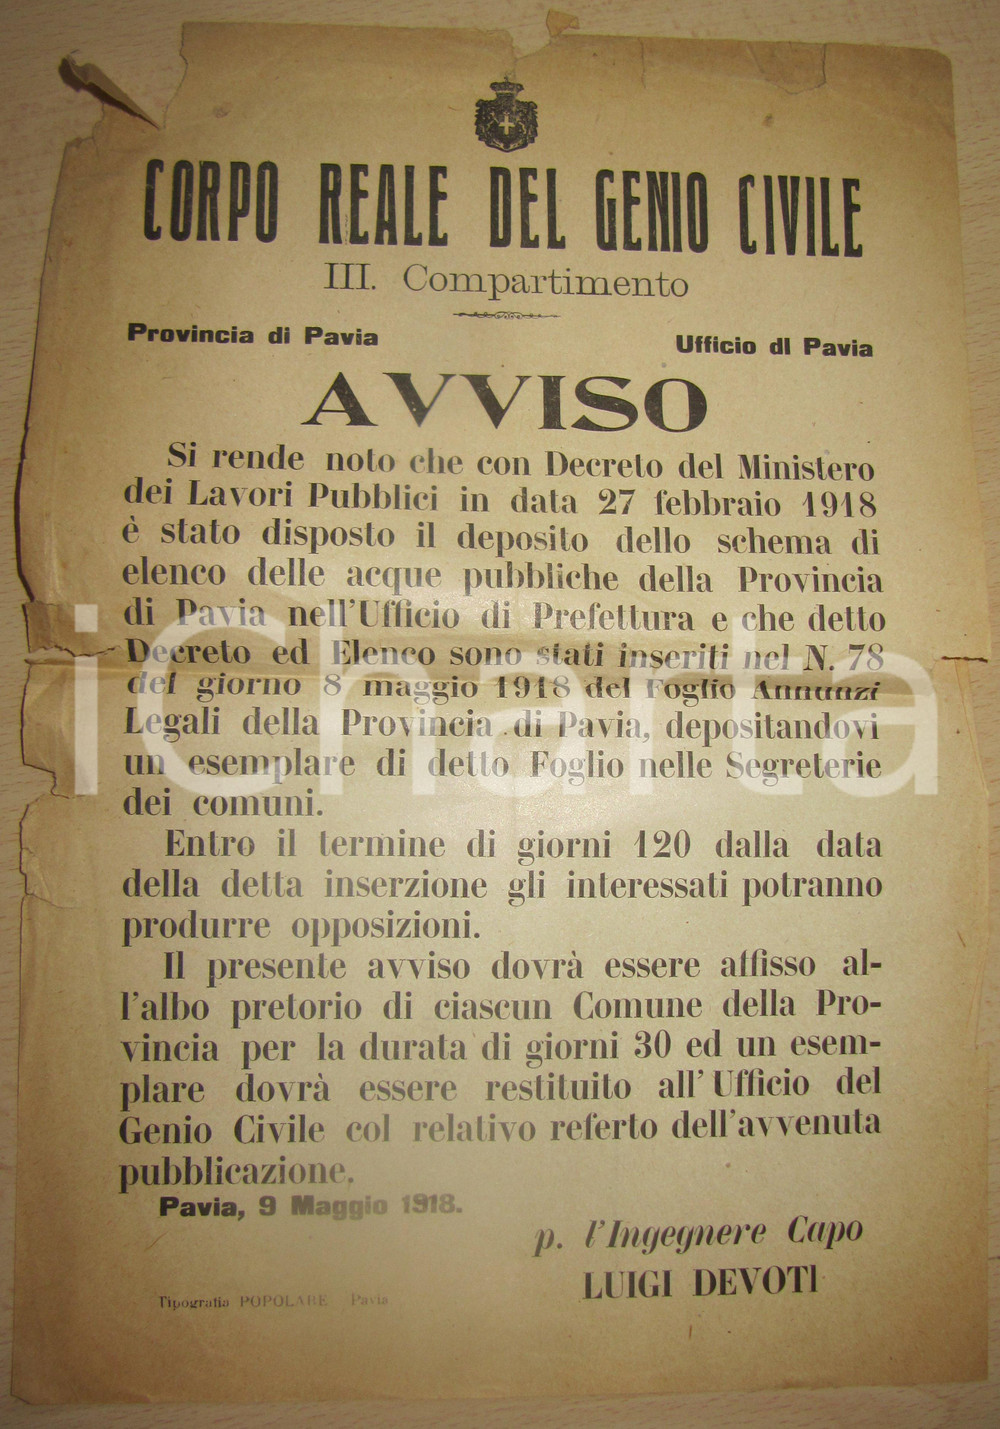 CORPO REALE DEL GENIO CIVILE
III. Compartimento
Provincia di Pavia
Ufficio di Pavia
AVVISO
Si rende noto che con Decreto del Ministero
dei Lavori Pubblici in data 27 febbraio 1918
è stato disposto il deposito dello schema di
elenco delle acque pubbliche della Provincia
di Pavia nell'Ufficio di Prefettura e che detto
Decreto ed Elenco sono stati inseriti nel N. 78
del giorno 8 maggio 1918 del Foglio Annunzi
Legali della Provincia di Pavia, depositandovi
un esemplare di detto Foglio nelle Segreterie
dei comuni.
Entro il termine di giorni 120 dalla data
della detta inserzione gli interessati potranno
produrre opposizioni.
Il presente avviso dovrà essere affisso al-
l'albo pretorio di ciascun Comune della Pro-
vincia per la durata di giorni 30 ed un esem-
plare dovrà essere restituito all'Ufficio del
Genio Civile col relativo referto dell'avvenuta
pubblicazione.
Pavia, 9 Maggio 1918.
p. l'Ingegnere Capo
LUIGI DEVOTI
Tipografia POPOLARE Pavia
iCharta